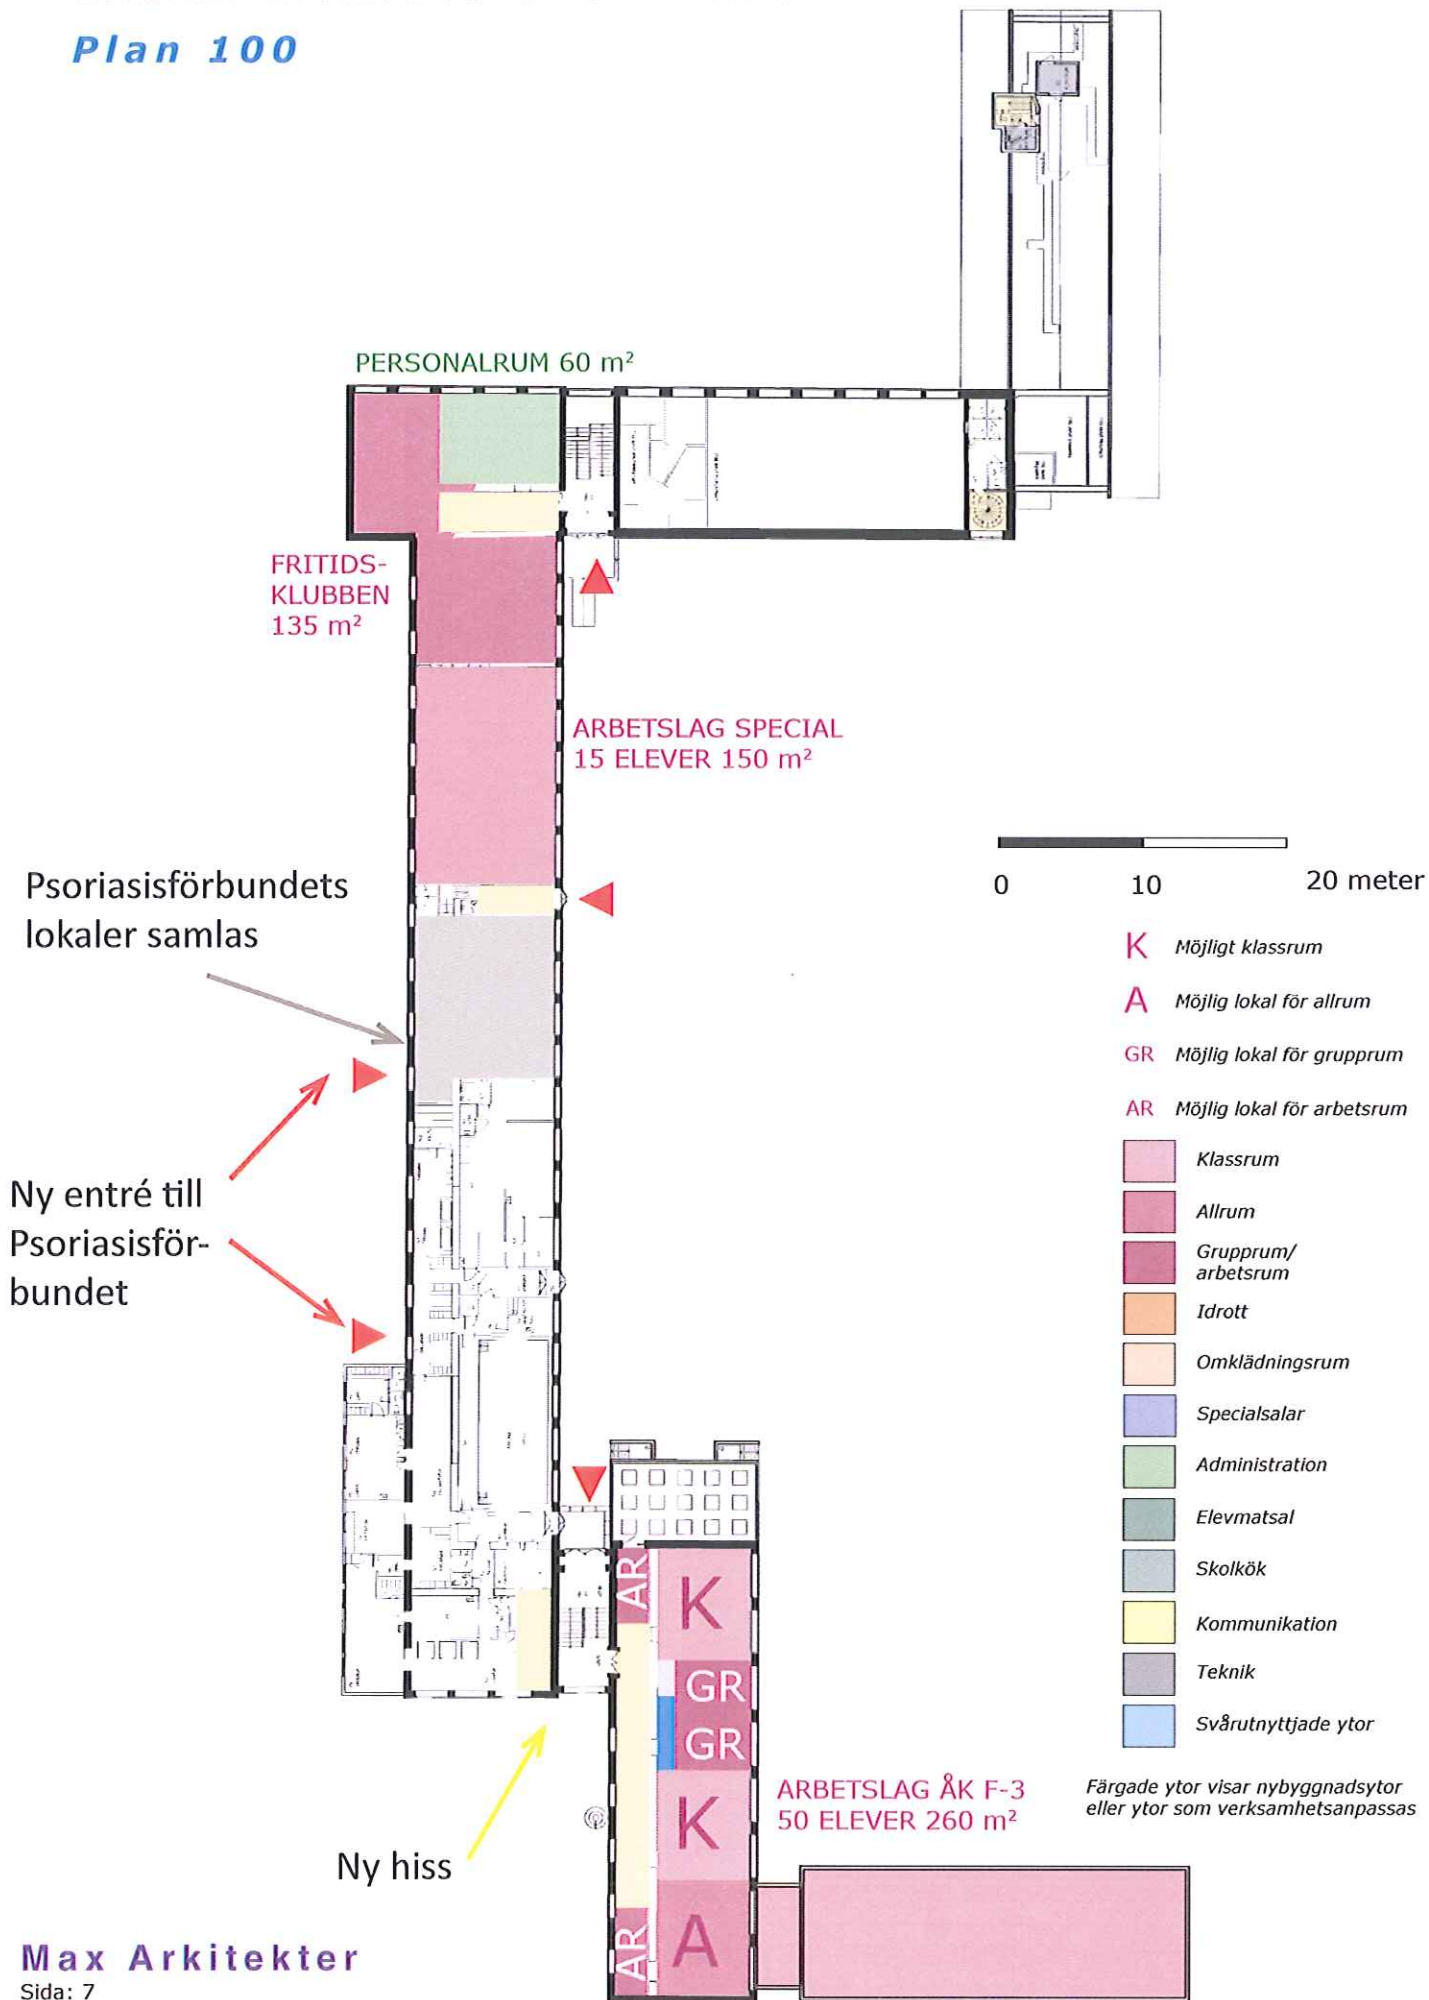 Plan 100
PERSONALRUM 60 m²
FRITIDS-
KLUBBEN
135 m²
ARBETSLAG SPECIAL
15 ELEVER 150 m²
Psoriasisförbundets
lokaler samlas
0 10 20 meter
K Möjligt klassrum
A Möjlig lokal för allrum
GR Möjlig lokal för grupprum
AR Möjlig lokal för arbetsrum
Klassrum
Allrum
Grupprum/
arbetsrum
Idrott
Omklädningsrum
Specialsalar
Administration
Elevmatsal
Skolkök
Kommunikation
Teknik
Svårutnyttjade ytor
Färgade ytor visar nybyggnadsytor
eller ytor som verksamhetsanpassas
Ny entré till
Psoriasisför-
bundet
AR
K
GR
GR
K
AR
A
ARBETSLAG ÅK F-3
50 ELEVER 260 m²
Ny hiss
Max Arkitekter
Sida: 7